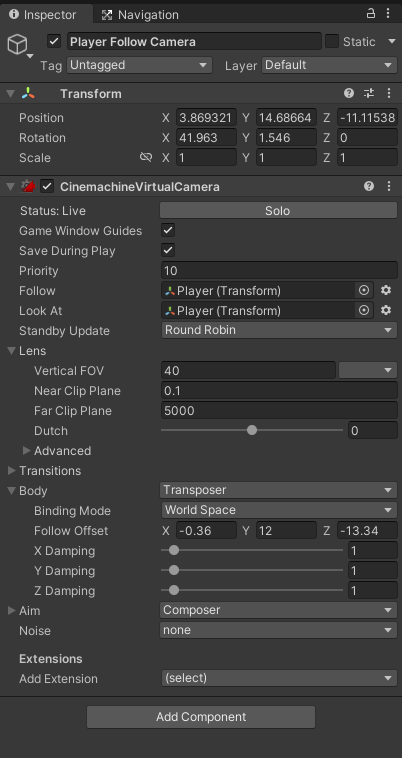 Inspector Navigation
Player Follow Camera Static
Tag Untagged Layer Default
Transform
Position X 3.869321 Y 14.68664 Z -11.11538
Rotation X 41.963 Y 1.546 Z 0
Scale X 1 Y 1 Z 1
CinemachineVirtualCamera
Status: Live Solo
Game Window Guides
Save During Play
Priority 10
Follow Player (Transform)
Look At Player (Transform)
Standby Update Round Robin
Lens
Vertical FOV 40
Near Clip Plane 0.1
Far Clip Plane 5000
Dutch 0
Advanced
Transitions
Body Transposer
Binding Mode World Space
Follow Offset X -0.36 Y 12 Z -13.34
X Damping 1
Y Damping 1
Z Damping 1
Aim Composer
Noise none
Extensions
Add Extension (select)
Add Component